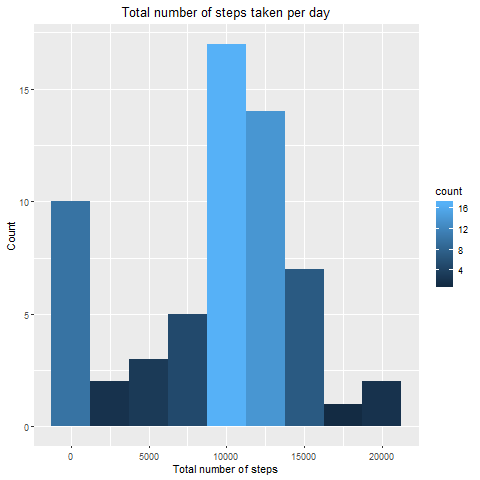 Total number of steps taken per day
Count
15
10
5
0
0 5000 10000 15000 20000
Total number of steps
count
16
12
8
4